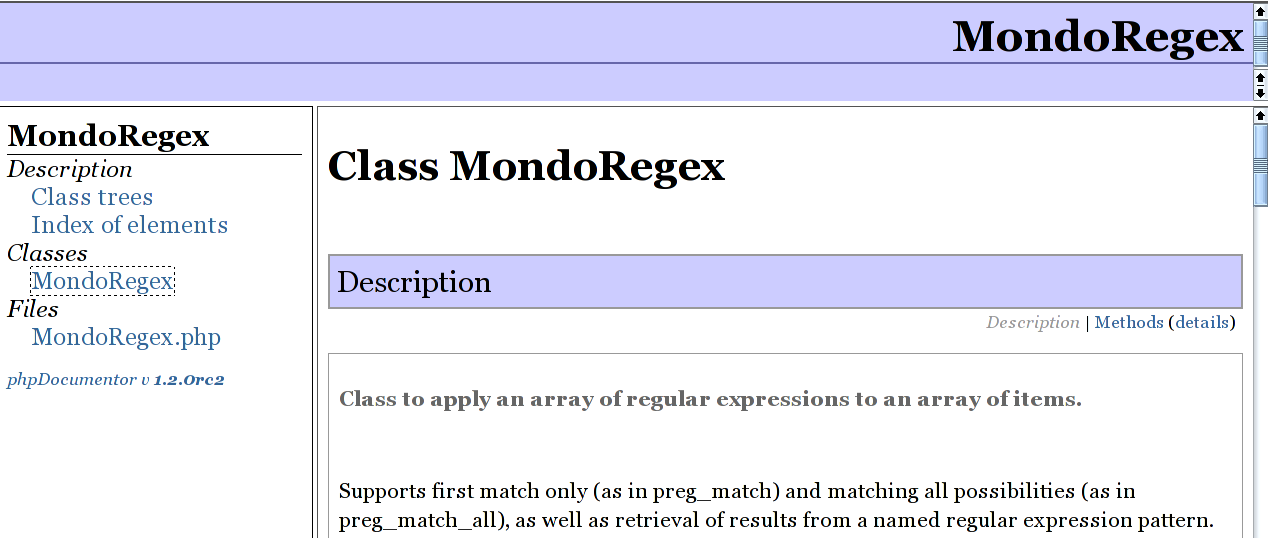 MondoRegex
MondoRegex
Description
Class trees
Index of elements
Classes
MondoRegex
Files
MondoRegex.php
phpDocumentor v 1.2.0rc2
Class MondoRegex
Description
Description | Methods (details)
Class to apply an array of regular expressions to an array of items.
Supports first match only (as in preg_match) and matching all possibilities (as in
preg_match_all), as well as retrieval of results from a named regular expression pattern.